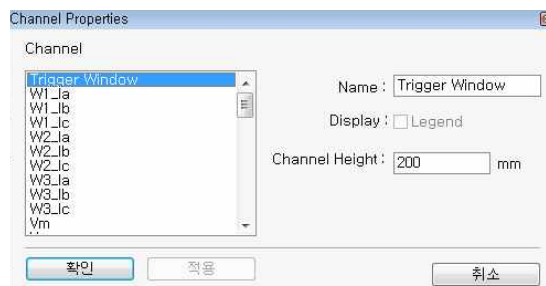 Channel Properties
Channel
Trigger Window
W1_Ia
W1_Ib
W1_Ic
W2_Ia
W2_Ib
W2_Ic
W3_Ia
W3_Ib
W3_Ic
Vm
Name : Trigger Window
Display : Legend
Channel Height : 200 mm
확인 적용 취소